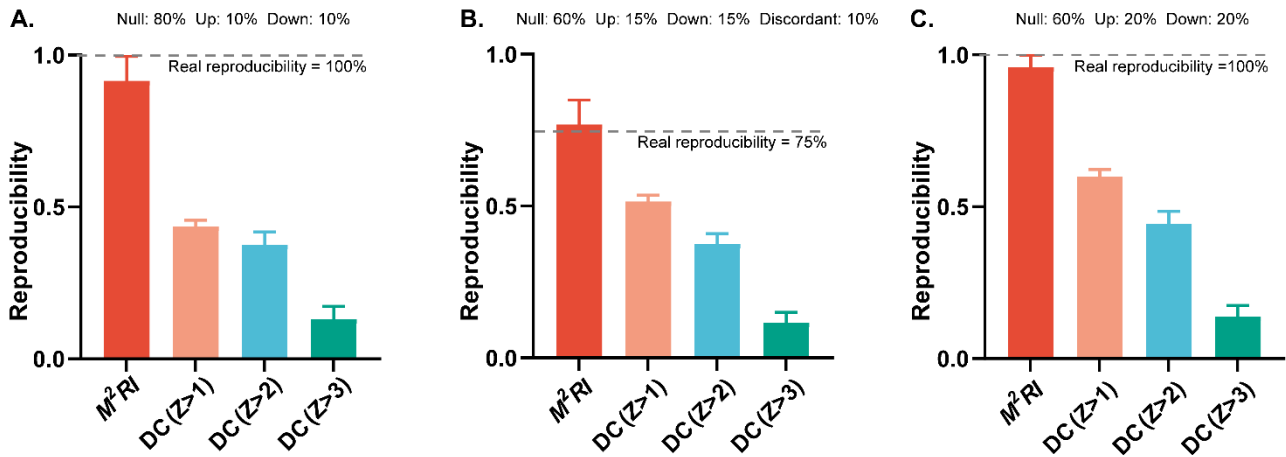 A.
Null: 80% Up: 10% Down: 10%
Reproducibility
1.0
0.5
0.0
Real reproducibility = 100%
M²RI
DC (Z>1)
DC (Z>2)
DC (Z>3)
B.
Null: 60% Up: 15% Down: 15% Discordant: 10%
Reproducibility
1.0
0.5
0.0
Real reproducibility = 75%
M²RI
DC (Z>1)
DC (Z>2)
DC (Z>3)
C.
Null: 60% Up: 20% Down: 20%
Reproducibility
1.0
0.5
0.0
Real reproducibility =100%
M²RI
DC (Z>1)
DC (Z>2)
DC (Z>3)